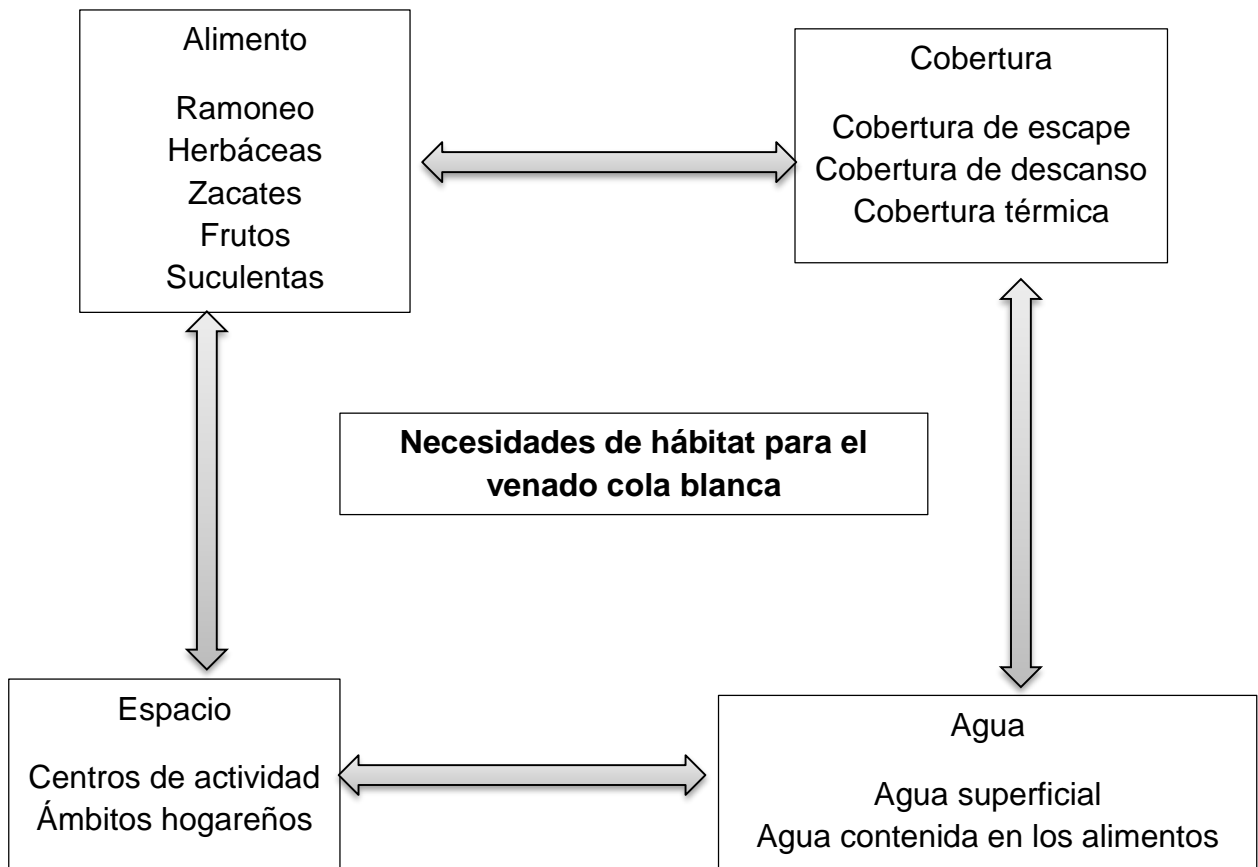 Alimento
Ramoneo
Herbáceas
Zacates
Frutos
Suculentas
Cobertura
Cobertura de escape
Cobertura de descanso
Cobertura térmica
Necesidades de hábitat para el
venado cola blanca
Espacio
Centros de actividad
Ámbitos hogareños
Agua
Agua superficial
Agua contenida en los alimentos